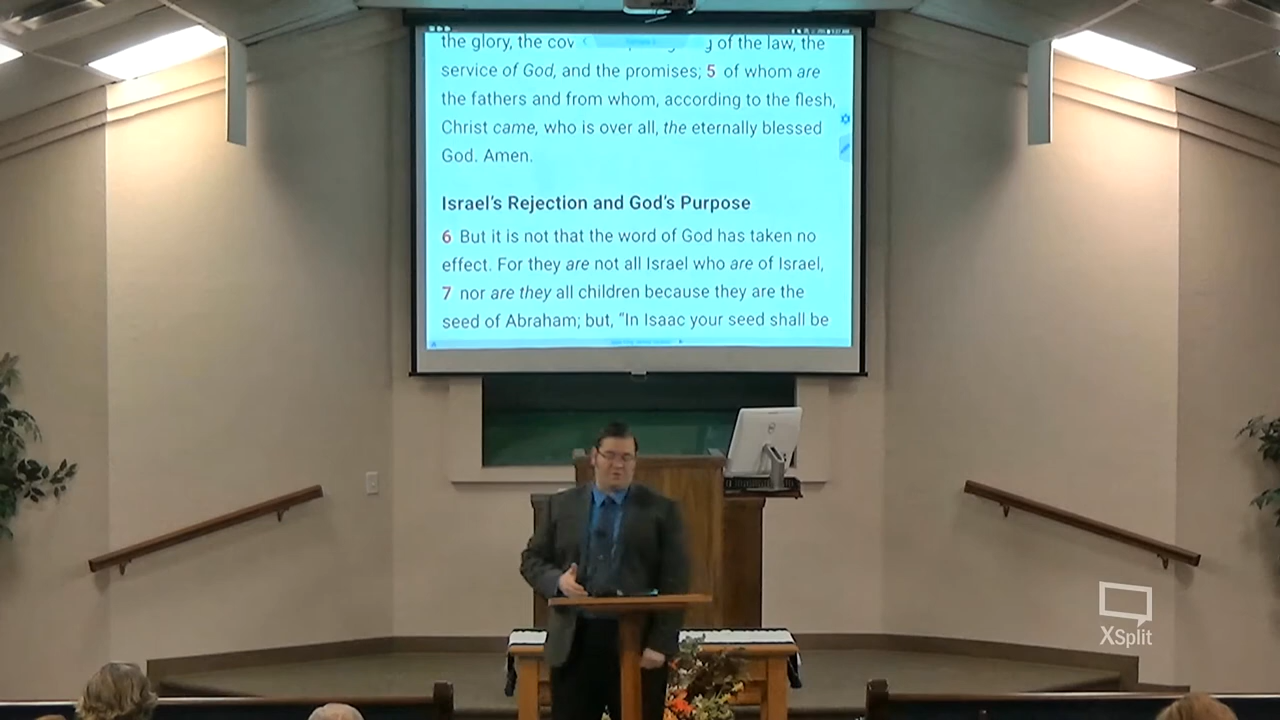 the glory, the cov g of the law, the
service of God, and the promises; 5 of whom are
the fathers and from whom, according to the flesh,
Christ came, who is over all, the eternally blessed
God. Amen.
Israel's Rejection and God's Purpose
6 But it is not that the word of God has taken no
effect. For they are not all Israel who are of Israel,
7 nor are they all children because they are the
seed of Abraham; but, "In Isaac your seed shall be
XSplit